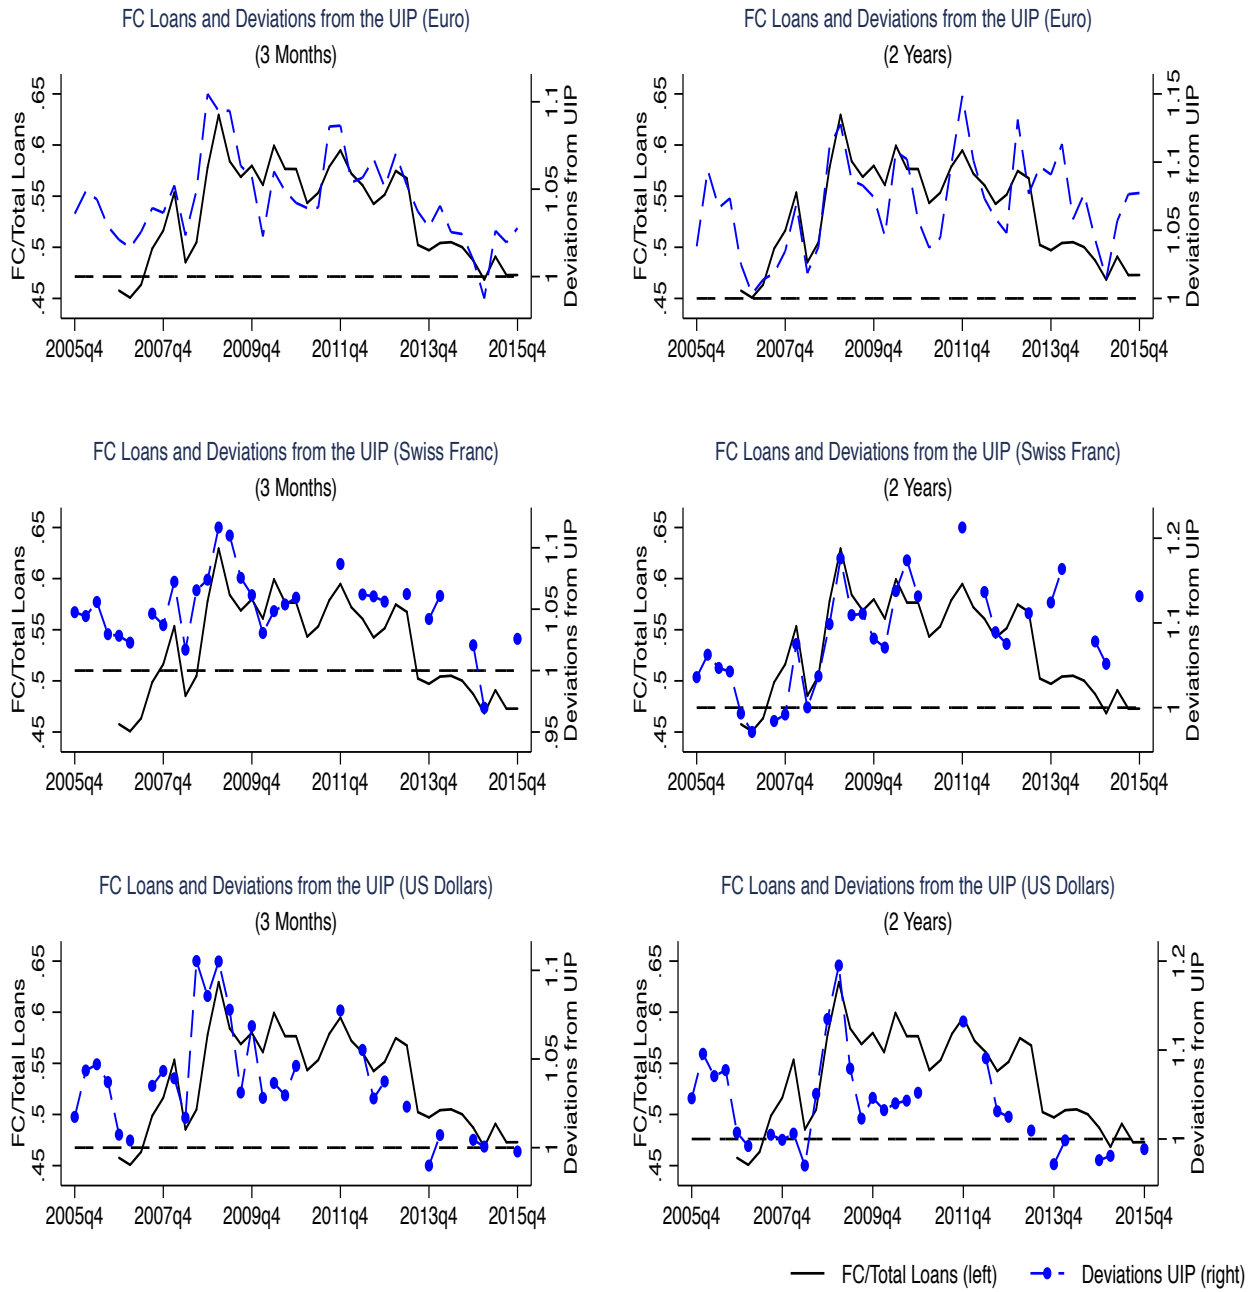 FC Loans and Deviations from the UIP (Euro)
(3 Months)
FC/Total Loans
.45 .5 .55 .6 .65
Deviations from UIP
1 1.05 1.1
2005q4 2007q4 2009q4 2011q4 2013q4 2015q4
FC Loans and Deviations from the UIP (Euro)
(2 Years)
FC/Total Loans
.45 .5 .55 .6 .65
Deviations from UIP
1 1.05 1.1 1.15
2005q4 2007q4 2009q4 2011q4 2013q4 2015q4
FC Loans and Deviations from the UIP (Swiss Franc)
(3 Months)
FC/Total Loans
.45 .5 .55 .6 .65
Deviations from UIP
.95 1 1.05 1.1
2005q4 2007q4 2009q4 2011q4 2013q4 2015q4
FC Loans and Deviations from the UIP (Swiss Franc)
(2 Years)
FC/Total Loans
.45 .5 .55 .6 .65
Deviations from UIP
1 1.1 1.2
2005q4 2007q4 2009q4 2011q4 2013q4 2015q4
FC Loans and Deviations from the UIP (US Dollars)
(3 Months)
FC/Total Loans
.45 .5 .55 .6 .65
Deviations from UIP
1 1.05 1.1
2005q4 2007q4 2009q4 2011q4 2013q4 2015q4
FC Loans and Deviations from the UIP (US Dollars)
(2 Years)
FC/Total Loans
.45 .5 .55 .6 .65
Deviations from UIP
1 1.1 1.2
2005q4 2007q4 2009q4 2011q4 2013q4 2015q4
FC/Total Loans (left) Deviations UIP (right)